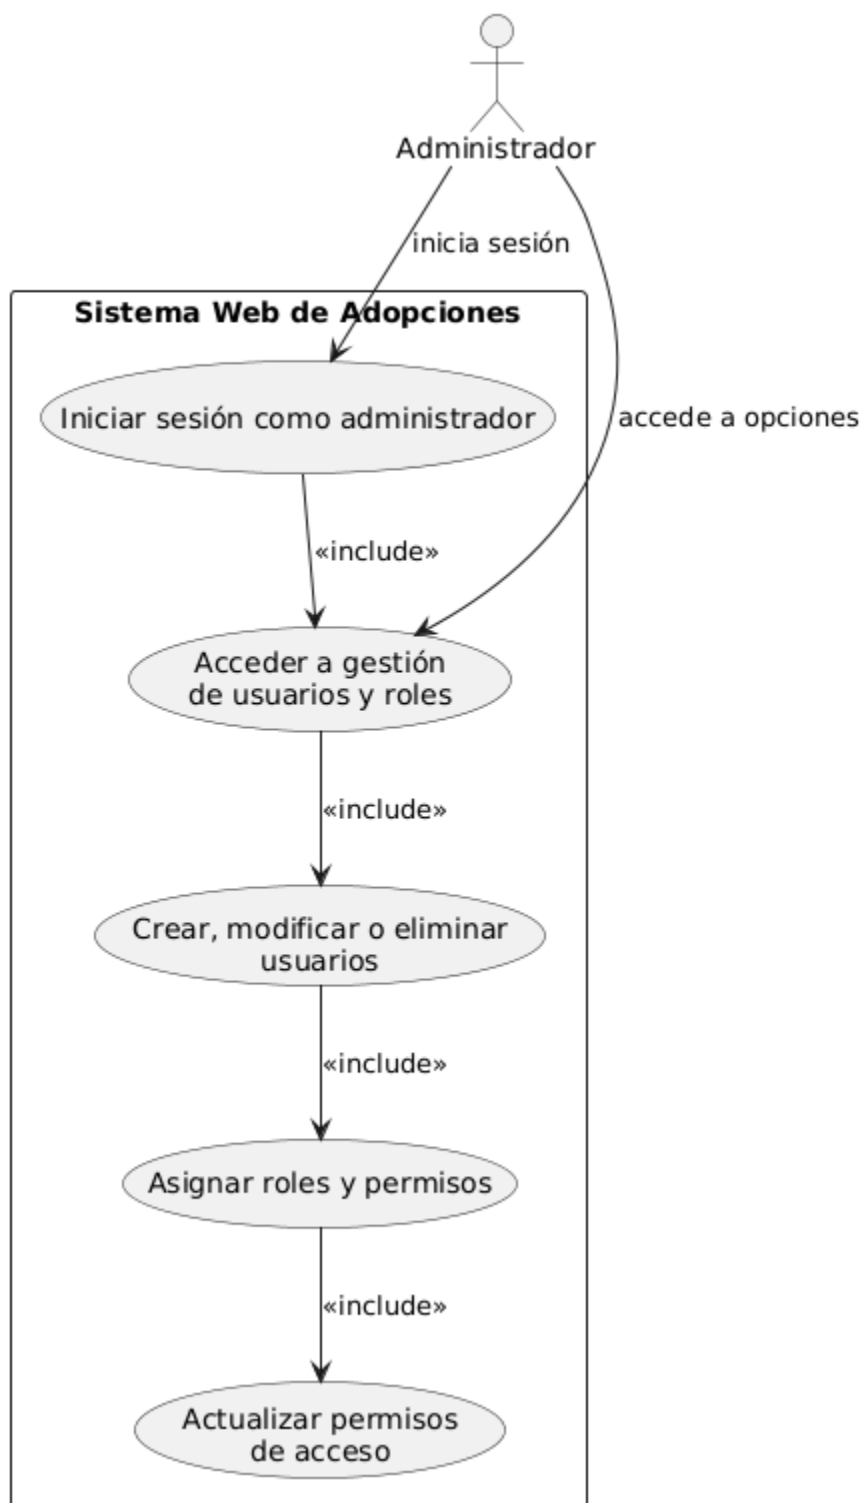 Administrador
inicia sesión
Sistema Web de Adopciones
Iniciar sesión como administrador
accede a opciones
«include»
Acceder a gestión
de usuarios y roles
«include»
Crear, modificar o eliminar
usuarios
«include»
Asignar roles y permisos
«include»
Actualizar permisos
de acceso